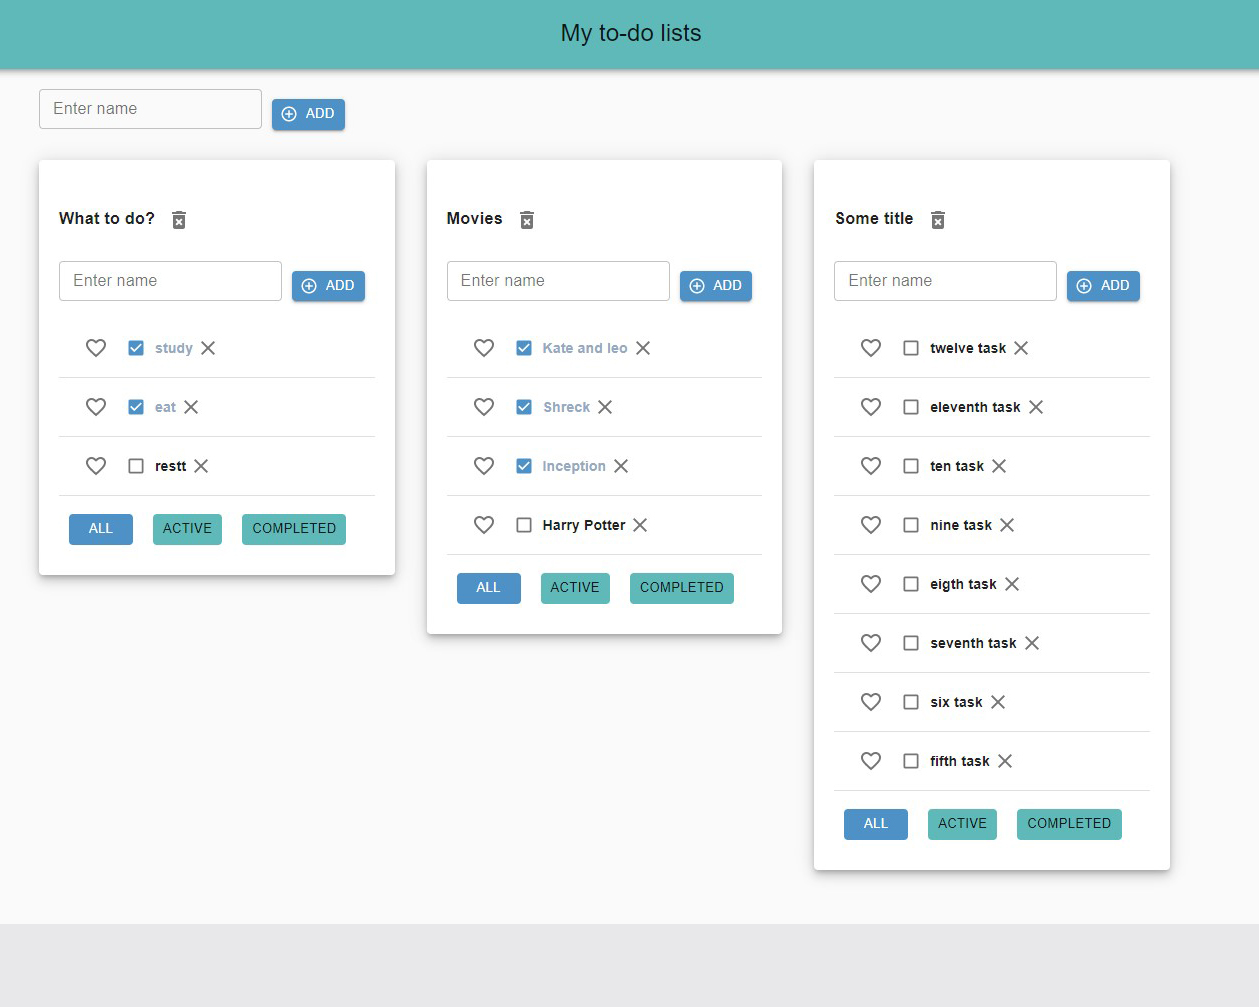 My to-do lists
Enter name
ADD
What to do?
Enter name
ADD
study
eat
restt
ALL
ACTIVE
COMPLETED
Movies
Enter name
ADD
Kate and leo
Shreck
Inception
Harry Potter
ALL
ACTIVE
COMPLETED
Some title
Enter name
ADD
twelve task
eleventh task
ten task
nine task
eigth task
seventh task
six task
fifth task
ALL
ACTIVE
COMPLETED